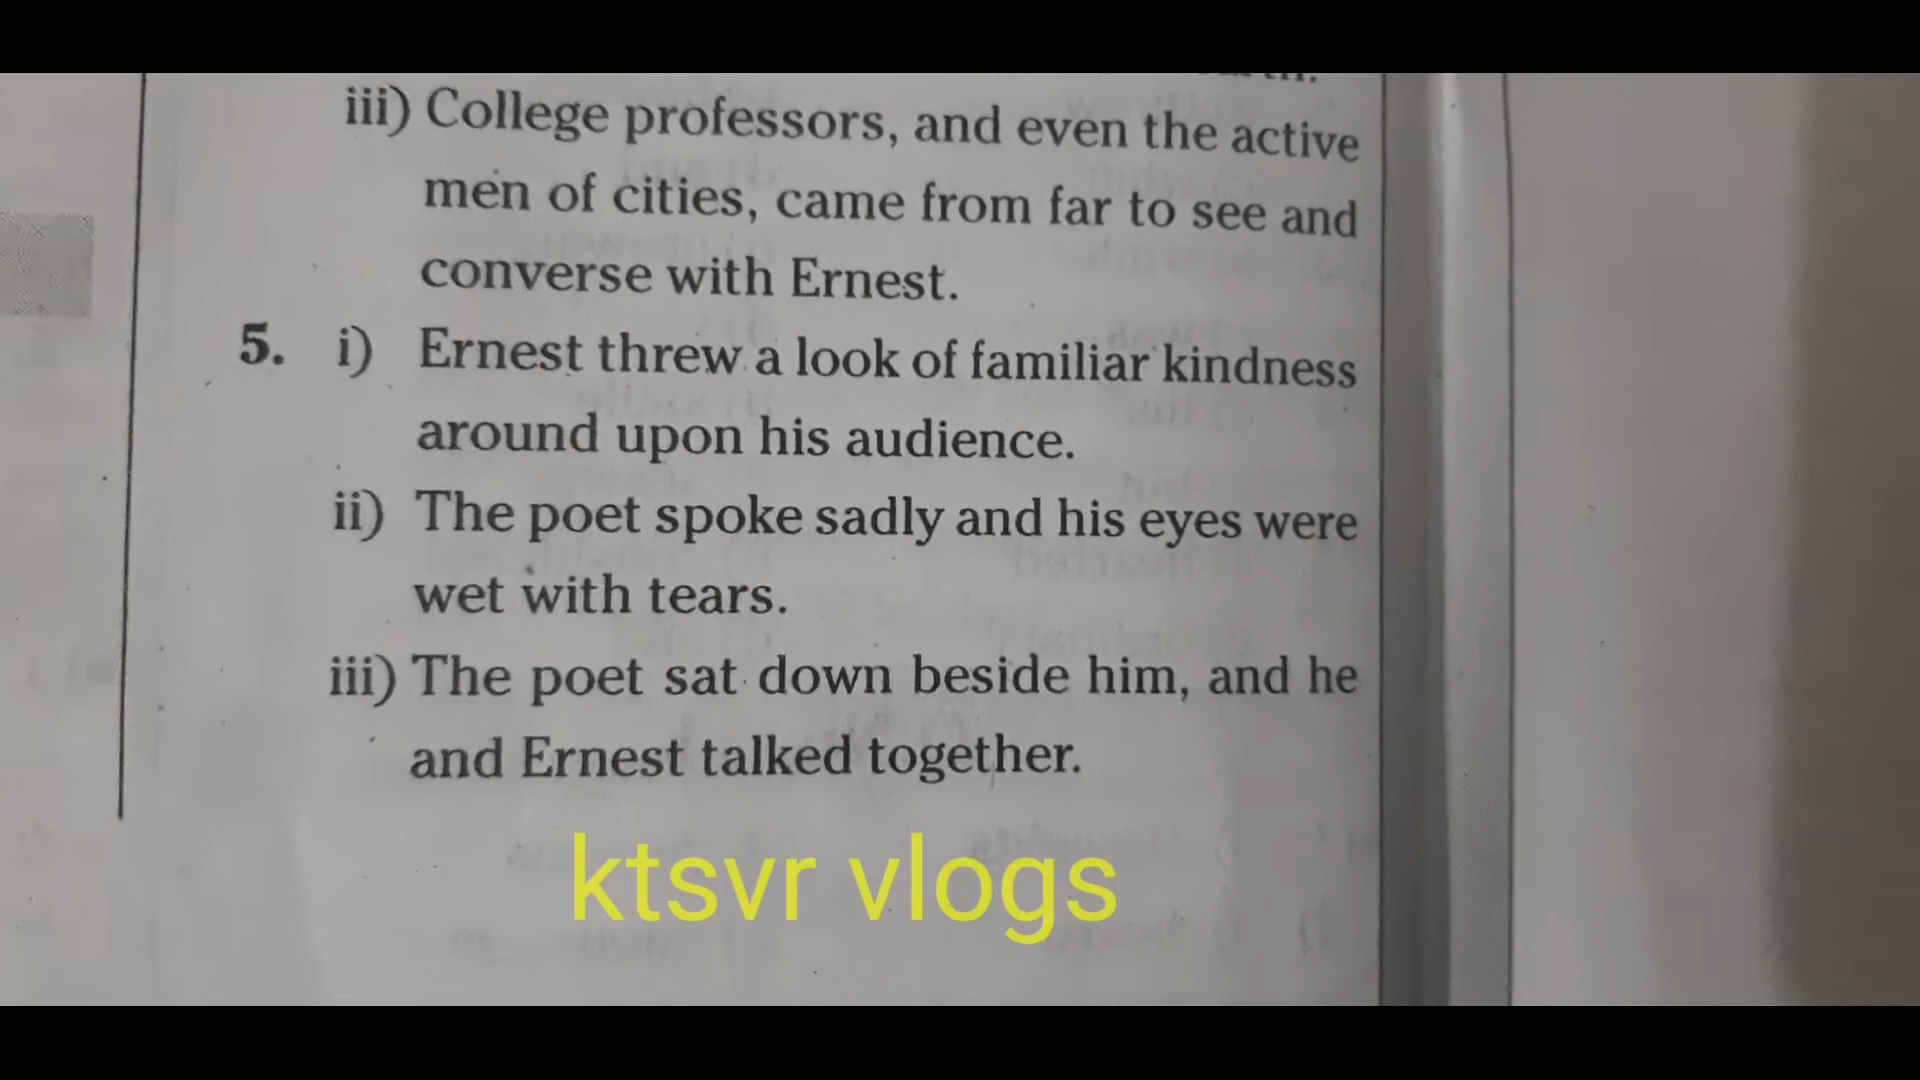 iii) College professors, and even the active
men of cities, came from far to see and
converse with Ernest.
5. i) Ernest threw a look of familiar kindness
around upon his audience.
ii) The poet spoke sadly and his eyes were
wet with tears.
iii) The poet sat down beside him, and he
and Ernest talked together.
ktsvr vlogs